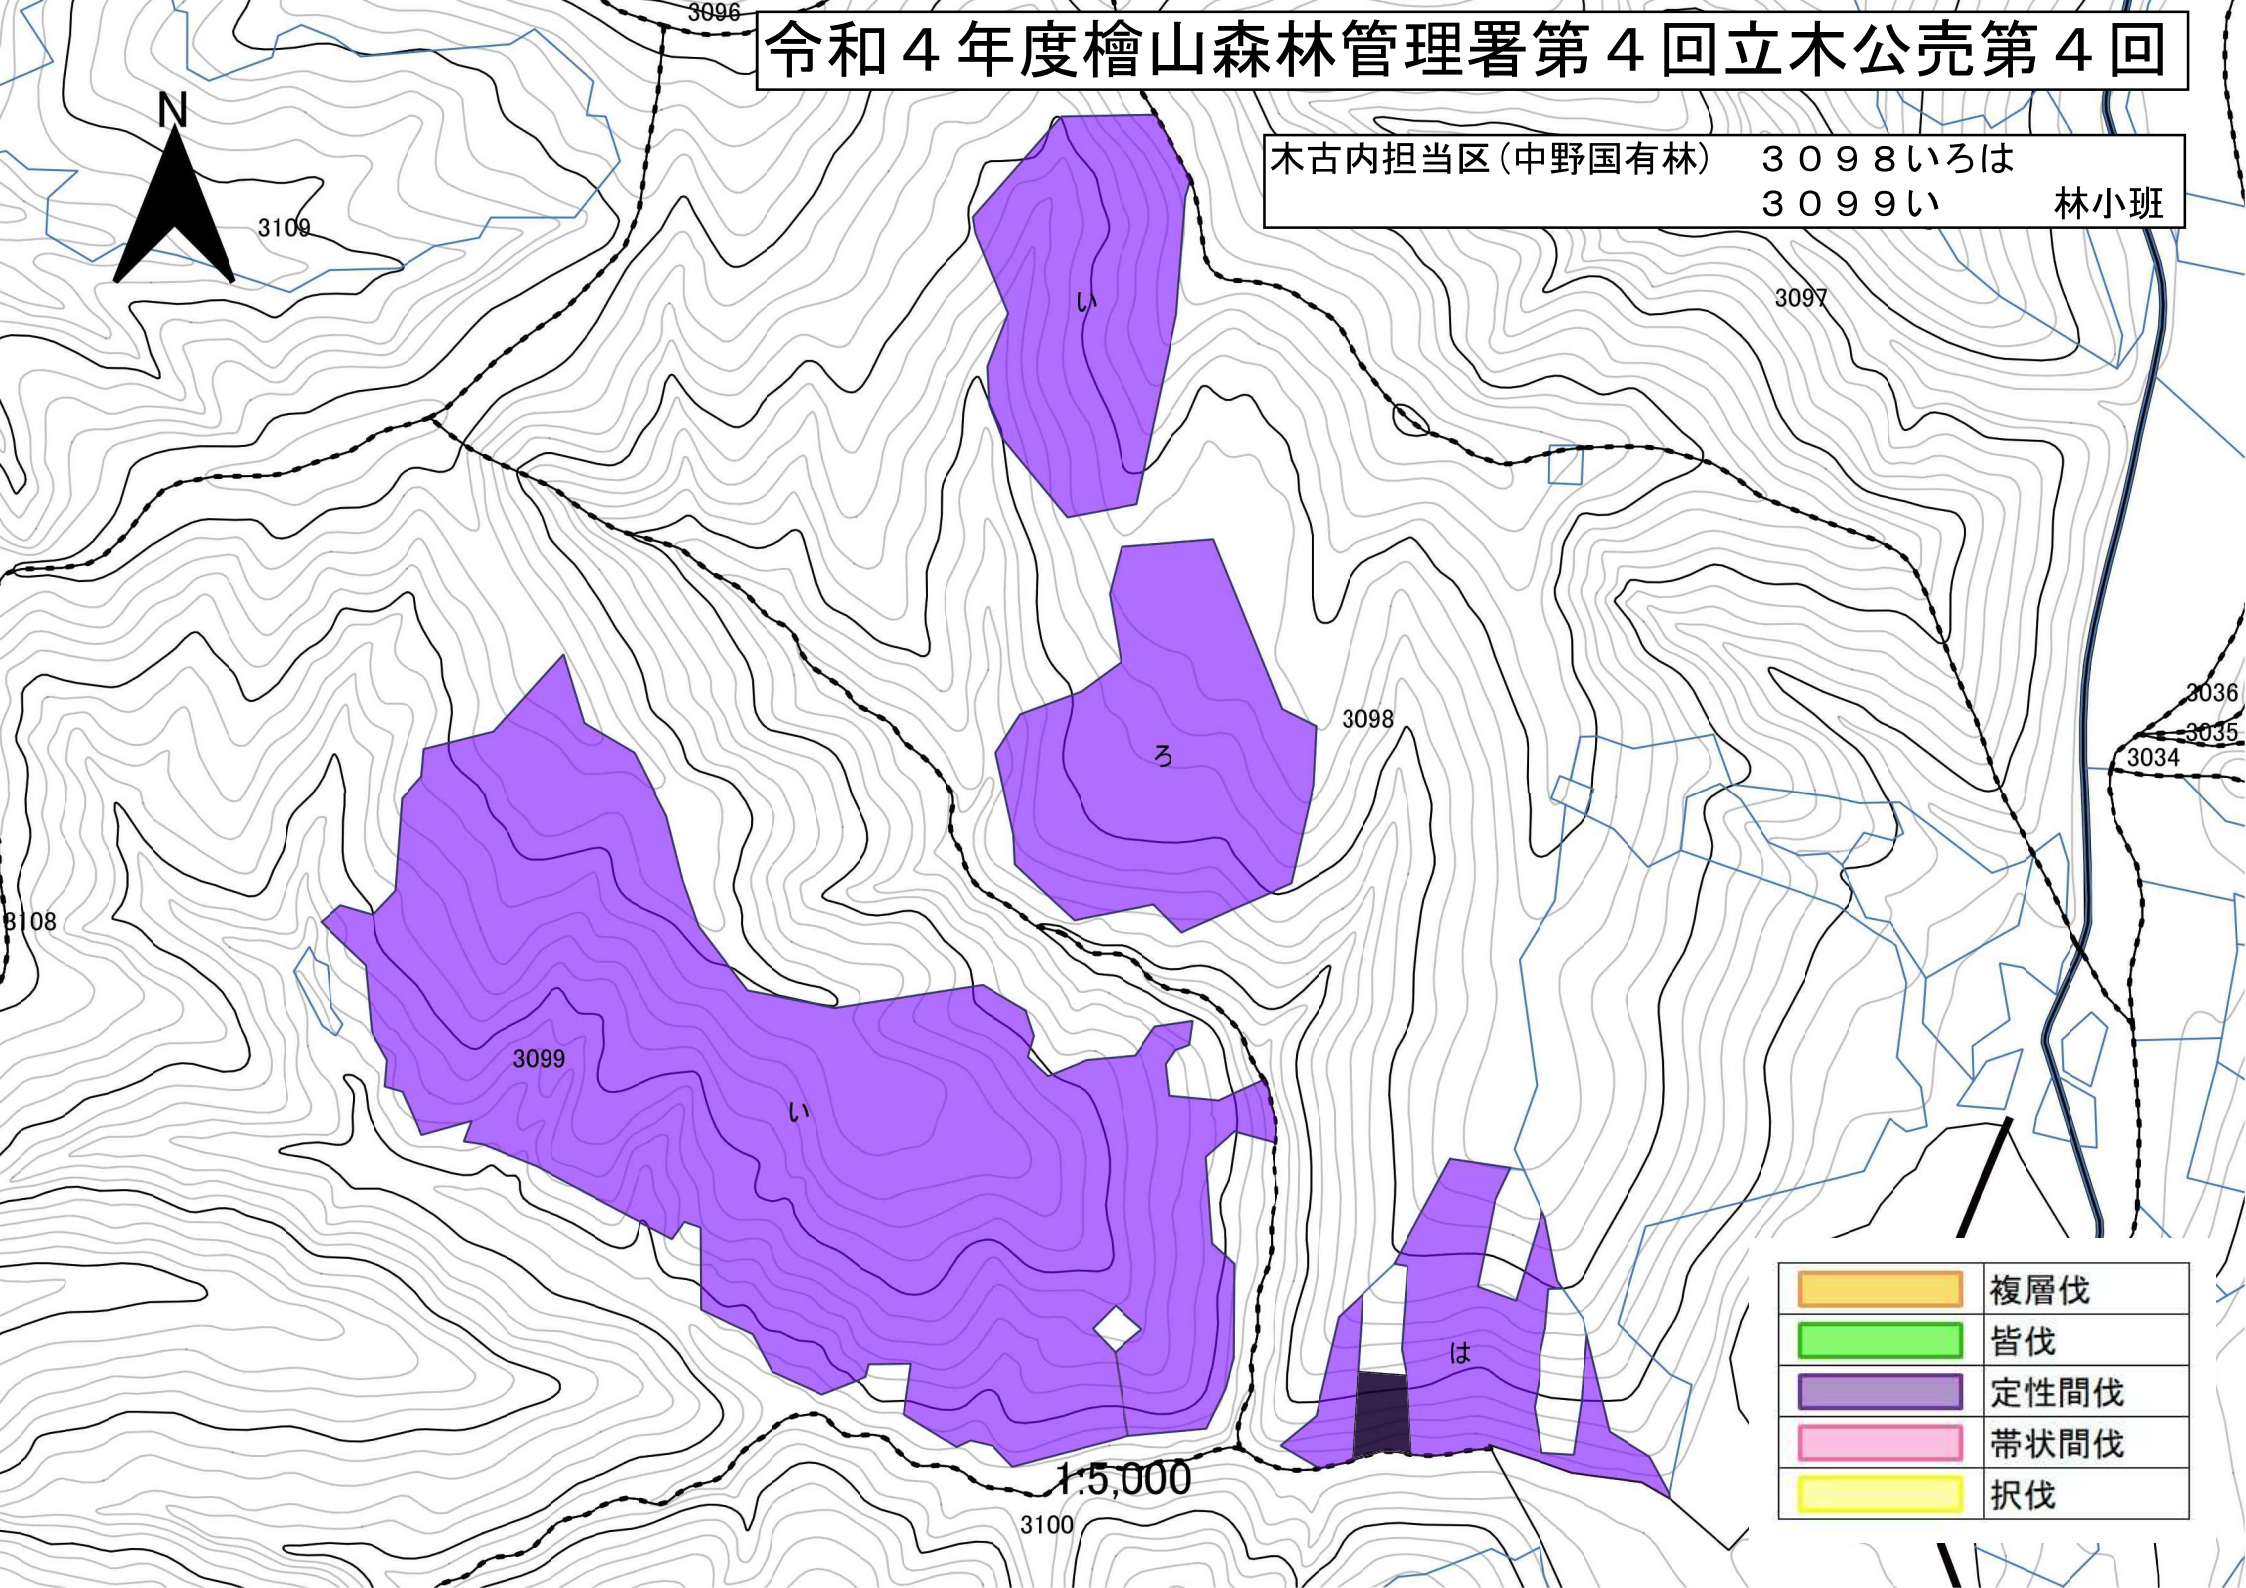 3096
令和４年度檜山森林管理署第４回立木公売第４回
N
木古内担当区(中野国有林)　３０９８いろは
３０９９い　林小班
3109
3097
い
3036
3035
3034
3098
ろ
3108
3099
い
は
1:5,000
3100
複層伐
皆伐
定性間伐
帯状間伐
択伐